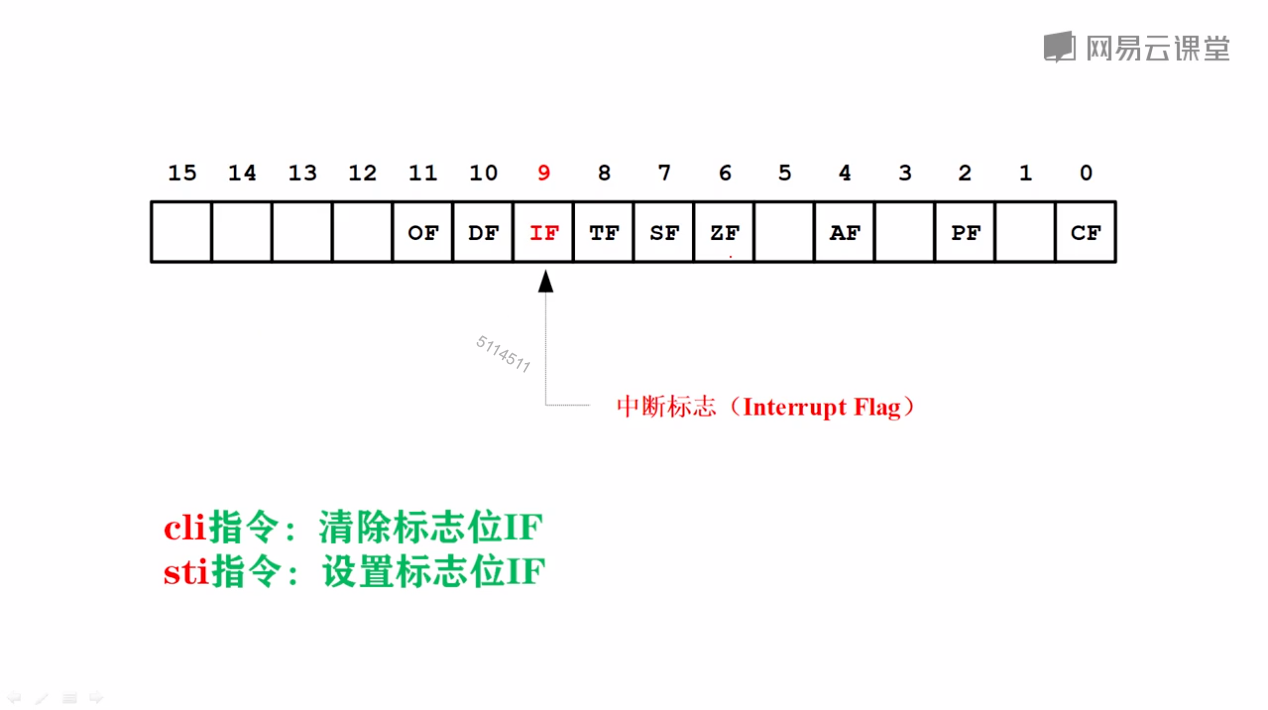 网易云课堂
15 14 13 12 11 10 9 8 7 6 5 4 3 2 1 0
OF DF IF TF SF ZF AF PF CF
5114511
中断标志（Interrupt Flag）
cli指令：清除标志位IF
sti指令：设置标志位IF